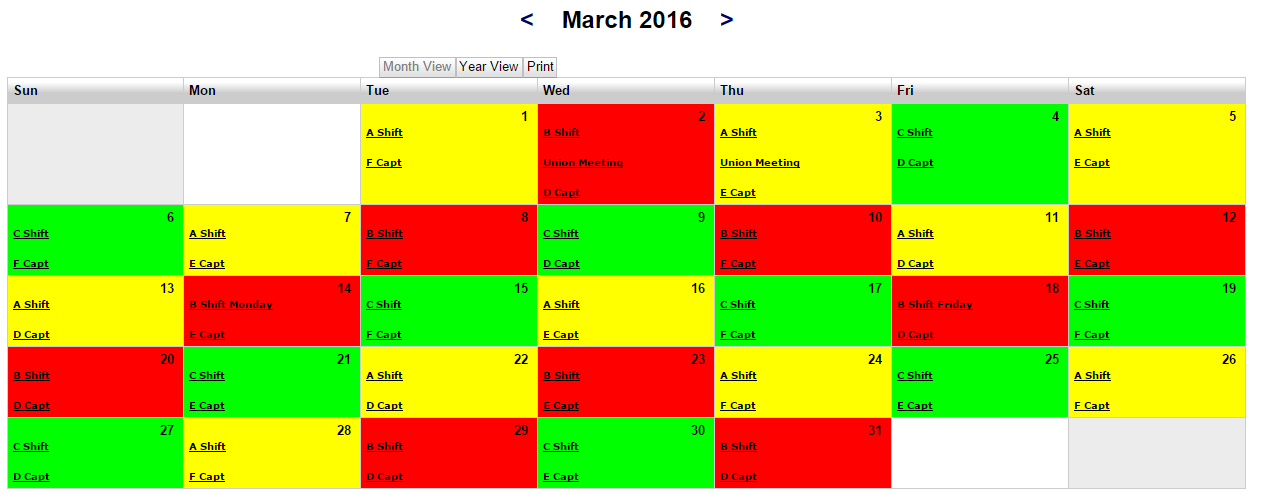 < March 2016 >
Month View Year View Print
Sun Mon Tue Wed Thu Fri Sat
1
A Shift
F Capt
2
B Shift
Union Meeting
D Capt
3
A Shift
Union Meeting
E Capt
4
C Shift
D Capt
5
A Shift
E Capt
6
C Shift
F Capt
7
A Shift
E Capt
8
B Shift
F Capt
9
C Shift
D Capt
10
B Shift
F Capt
11
A Shift
D Capt
12
B Shift
E Capt
13
A Shift
D Capt
14
B Shift Monday
E Capt
15
C Shift
F Capt
16
A Shift
E Capt
17
C Shift
F Capt
18
B Shift Friday
D Capt
19
C Shift
F Capt
20
B Shift
D Capt
21
C Shift
E Capt
22
A Shift
D Capt
23
B Shift
E Capt
24
A Shift
F Capt
25
C Shift
E Capt
26
A Shift
F Capt
27
C Shift
D Capt
28
A Shift
F Capt
29
B Shift
D Capt
30
C Shift
E Capt
31
B Shift
D Capt